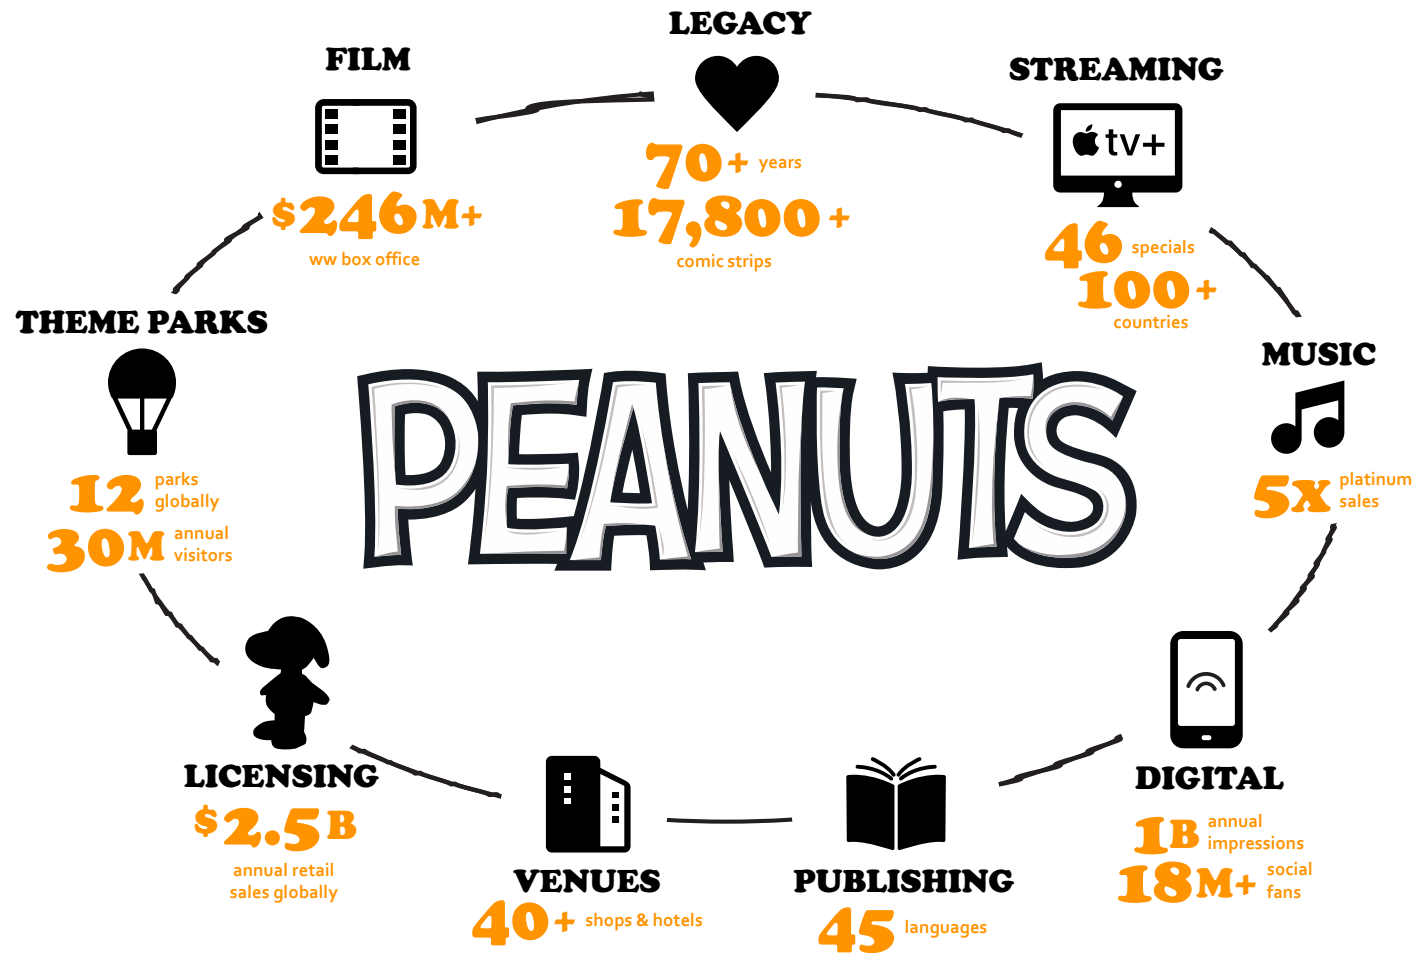 LEGACY
70+ years
17,800+
comic strips
STREAMING
tv+
46 specials
100+
countries
MUSIC
5X platinum
sales
DIGITAL
1B annual
impressions
18M+ social
fans
PUBLISHING
45 languages
VENUES
40+ shops & hotels
LICENSING
$2.5B
annual retail
sales globally
THEME PARKS
12 parks
globally
30M annual
visitors
FILM
$246M+
ww box office
PEANUTS